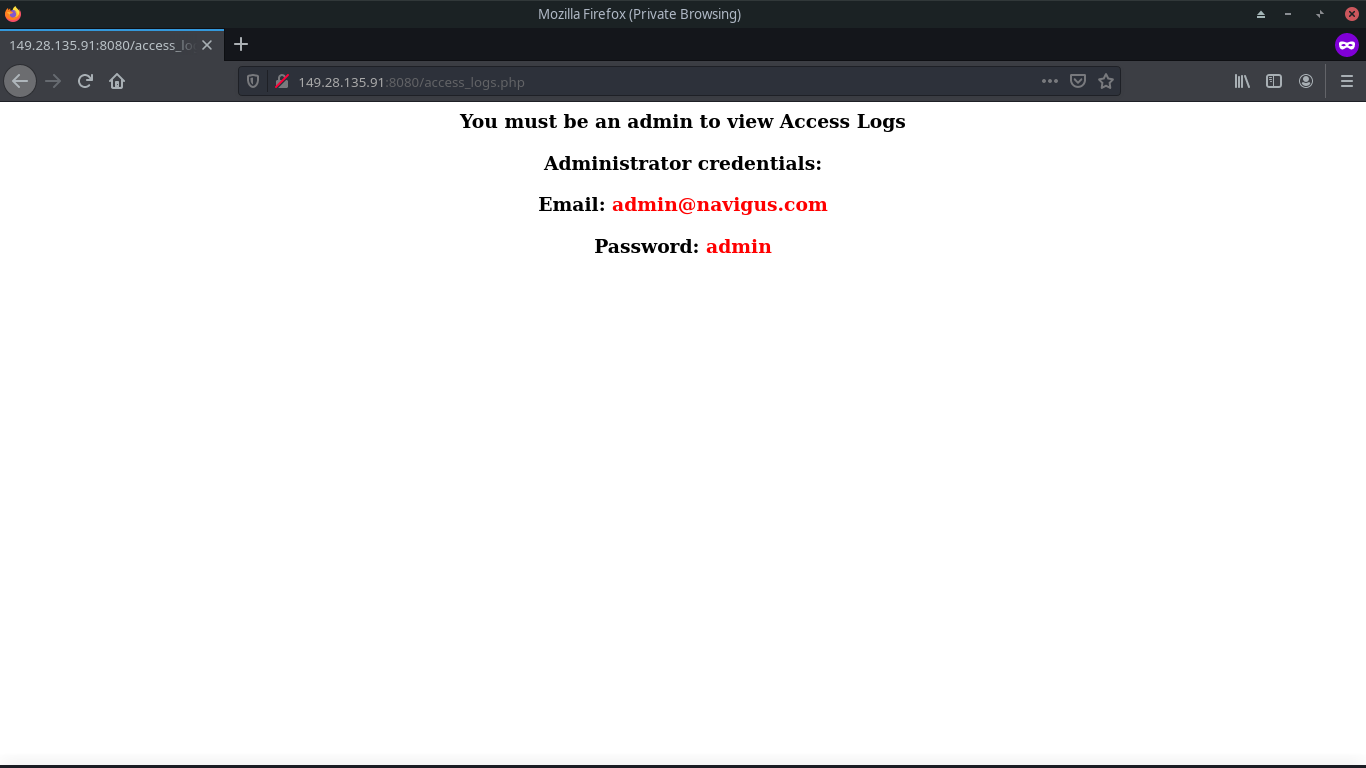 Mozilla Firefox (Private Browsing)
149.28.135.91:8080/access_lo
149.28.135.91:8080/access_logs.php
You must be an admin to view Access Logs
Administrator credentials:
Email: admin@navigus.com
Password: admin